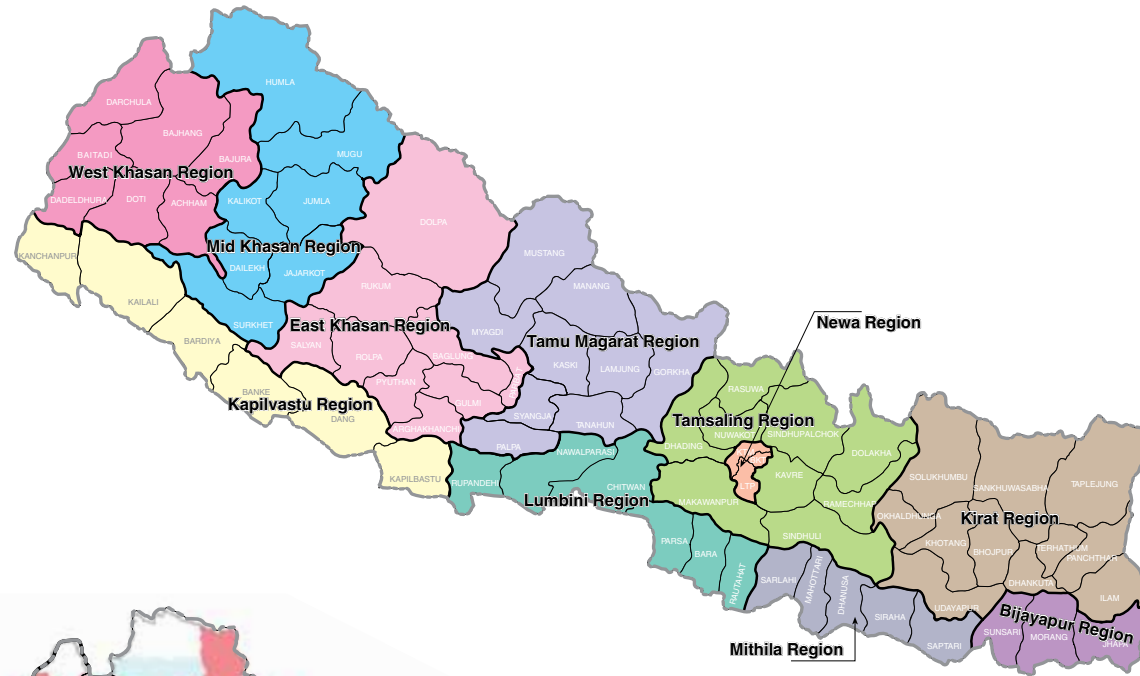 HUMLA
DARCHULA
BAJHANG
BAITADI
BAJURA
MUGU
West Khasan Region
DADELDHURA
DOTI
ACHHAM
KALIKOT
JUMLA
DOLPA
Mid Khasan Region
KANCHANPUR
DAILEKH
JAJARKOT
MUSTANG
RUKUM
MANANG
KAILALI
SURKHET
East Khasan Region
Newa Region
MYAGDI
BARDIYA
SALYAN
ROLPA
BAGLUNG
Tamu Magarat Region
KASKI
LAMJUNG
GORKHA
PYUTHAN
BANKE
Kapilvastu Region
DANG
GULMI
RASUWA
ARGHAKHANCHI
SYANGJA
TANAHUN
Tamsaling Region
NUWAKOT
SINDHUPALCHOK
PALPA
NAWALPARASI
DHADING
DOLAKHA
KAPILBASTU
RUPANDEHI
CHITWAN
Lumbini Region
LTP
KAVRE
MAKAWANPUR
RAMECHHAP
SOLUKHUMBU
SANKHUWASABHA
TAPLEJUNG
OKHALDHUNGA
Kirat Region
PARSA
BARA
RAUTAHAT
SINDHULI
KHOTANG
BHOJPUR
TERHATHUM
PANCHTHAR
SARLAHI
MAHOTTARI
DHANUSA
SIRAHA
SAPTARI
DHANKUTA
UDAYAPUR
ILAM
Bijayapur Region
SUNSARI
MORANG
JHAPA
Mithila Region